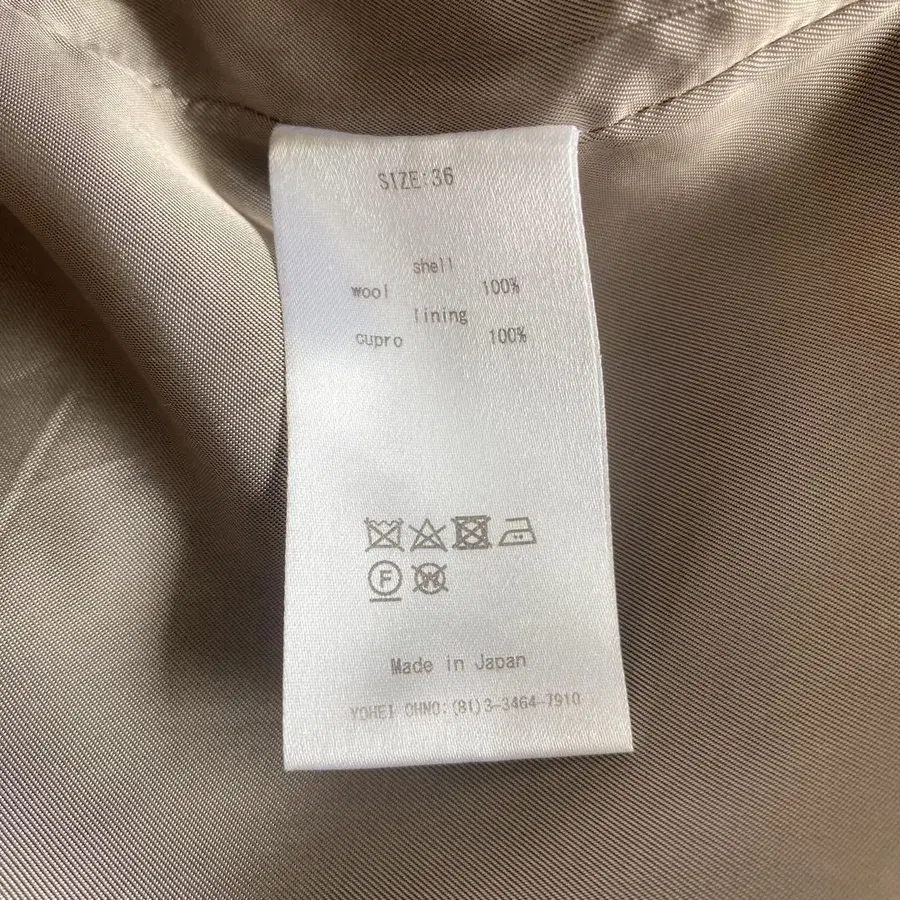 SIZE:36
shell
wool 100%
lining
cupro 100%
F W
Made in Japan
YOHEI OHNO:(81)3-3464-7910